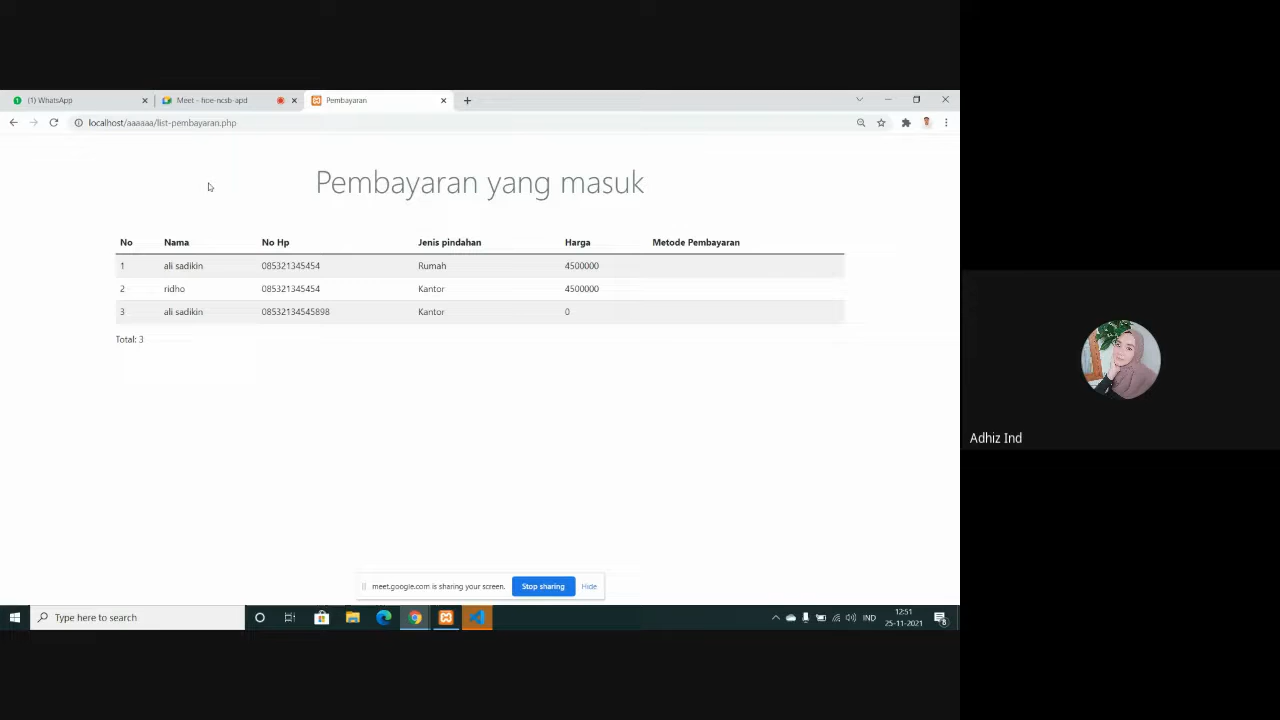 (1) WhatsApp
Meet - hoe-ncsb-apd
Pembayaran
localhost/aaaaaa/list-pembayaran.php
Pembayaran yang masuk
No Nama No Hp Jenis pindahan Harga Metode Pembayaran
1 ali sadikin 085321345454 Rumah 4500000
2 ridho 085321345454 Kantor 4500000
3 ali sadikin 08532134545898 Kantor 0
Total: 3
Adhiz Ind
meet.google.com is sharing your screen. Stop sharing Hide
Type here to search
IND
12:51
25-11-2021